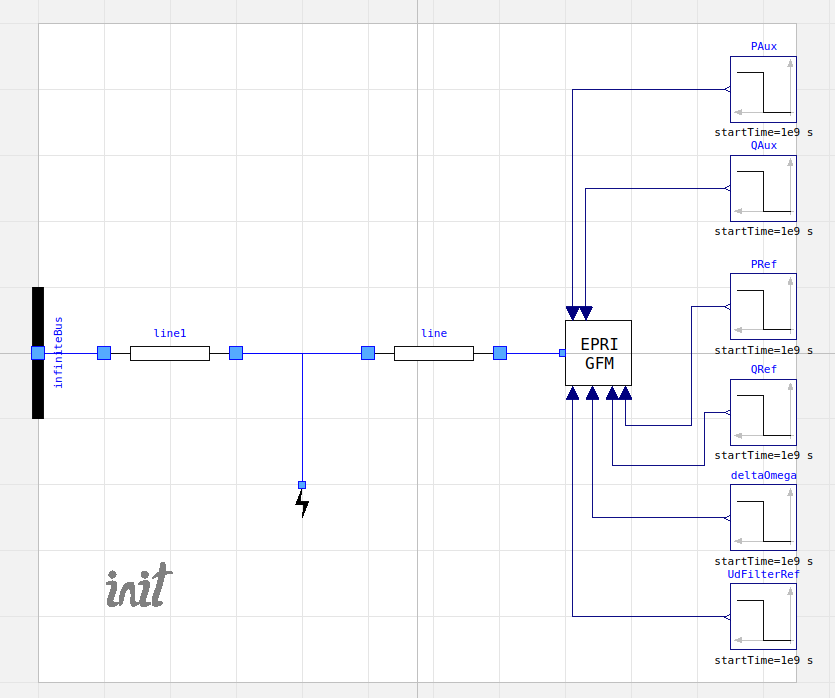 PAux
startTime=1e9 s
QAux
startTime=1e9 s
PRef
startTime=1e9 s
infiniteBus
line1
line
EPRI
GFM
QRef
startTime=1e9 s
deltaOmega
startTime=1e9 s
init
UdFilterRef
startTime=1e9 s